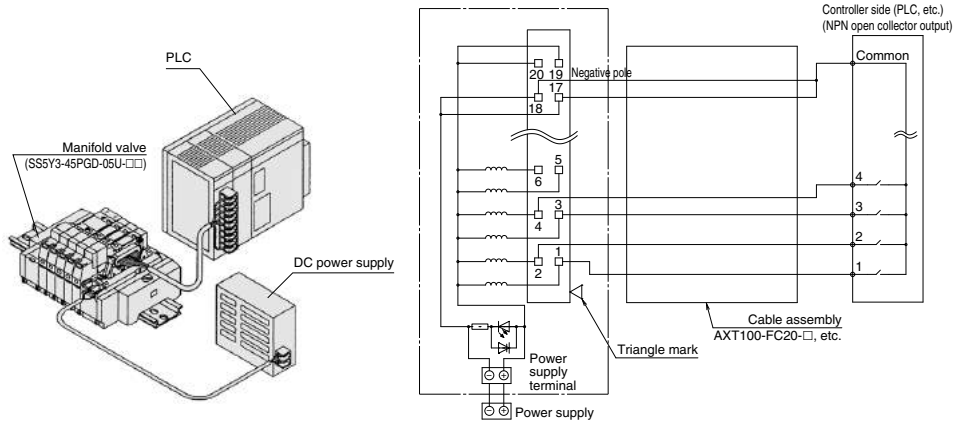 PLC
Manifold valve
(SS5Y3-45PGD-05U-□□)
DC power supply
Controller side (PLC, etc.)
(NPN open collector output)
Common
20 19
Negative pole
17
18
5
6
4
3
3
4
2
1
2
1
Cable assembly
AXT100-FC20-□, etc.
Triangle mark
Power
supply
terminal
⊖ ⊕
⊖ ⊕ Power supply